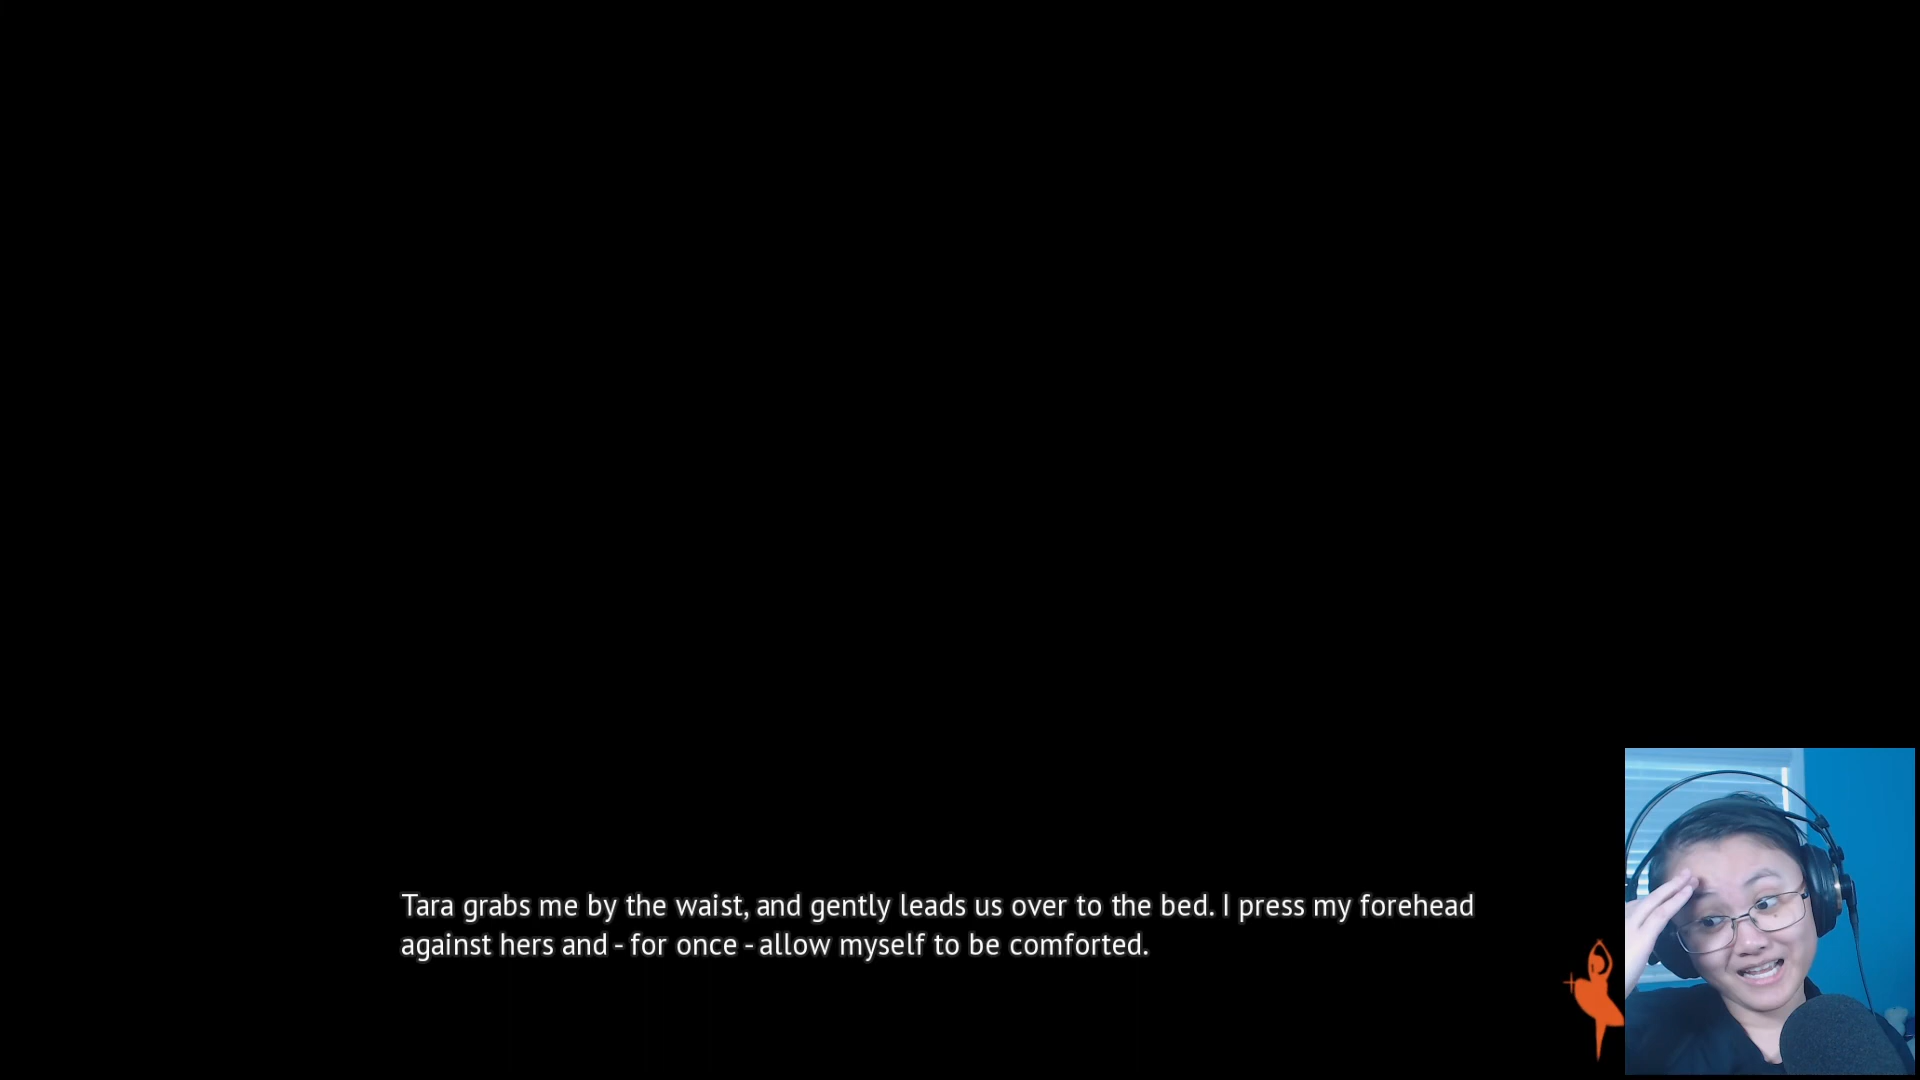 Tara grabs me by the waist, and gently leads us over to the bed. I press my forehead
against hers and - for once - allow myself to be comforted.